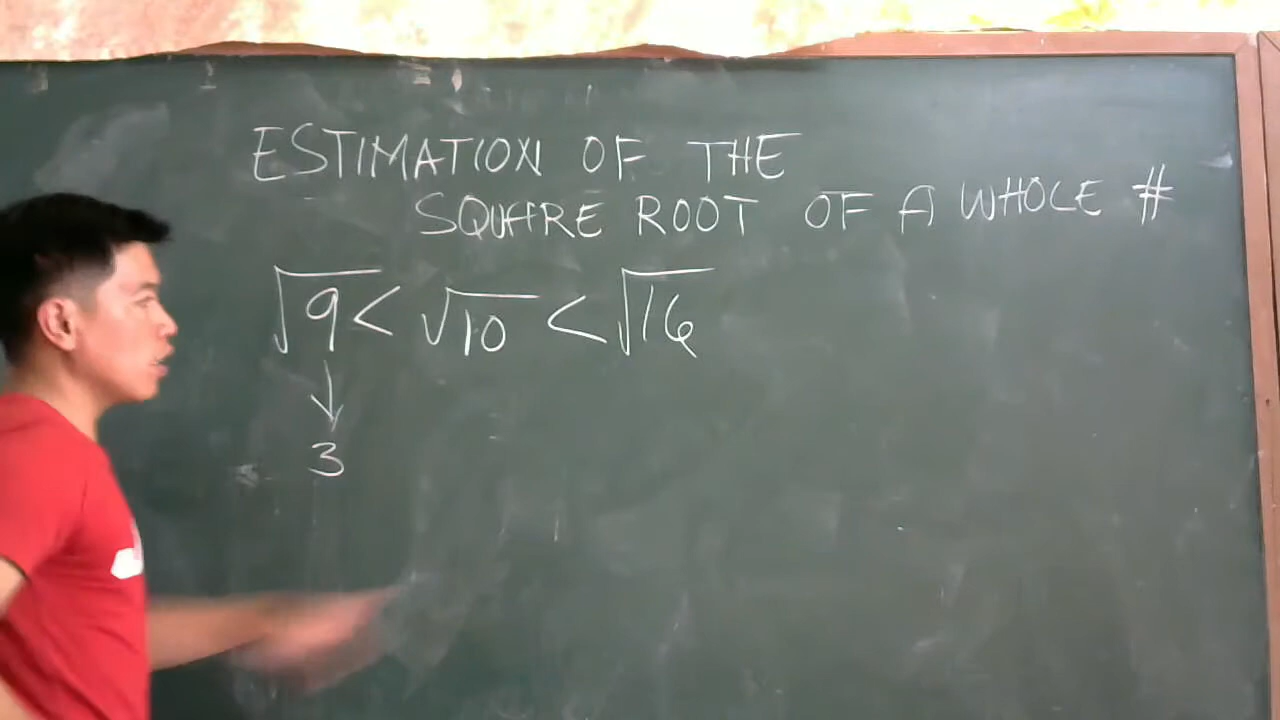 ESTIMATION OF THE
SQUARE ROOT OF A WHOLE #
√9 < √10 < √16
↓
3